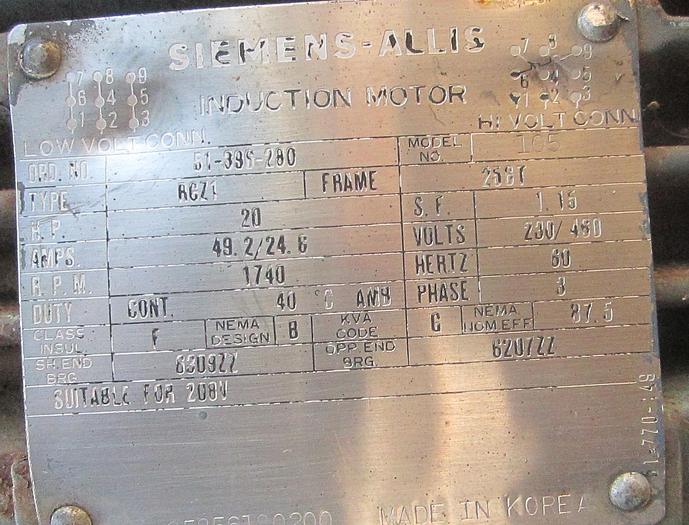 SIEMENS-ALLIS
7 8 9
6 4 5
1 2 3
INDUCTION MOTOR
7 8 9
6 4 5
1 2 3
LOW VOLT CONN. HI VOLT CONN.
ORD. NO. 51-396-280 MODEL NO. 165
TYPE RGZ1 FRAME 256T
H.P. 20 S.F. 1.15
AMPS 49.2/24.6 VOLTS 230/460
R.P.M. 1740 HERTZ 60
DUTY CONT. 40 °C AMB PHASE 3
CLASS INSUL. F NEMA DESIGN B KVA CODE G NEMA NOM EFF 87.5
SH. END BRG. 6309ZZ OPP. END BRG. 6207ZZ
SUITABLE FOR 208V
MADE IN KOREA